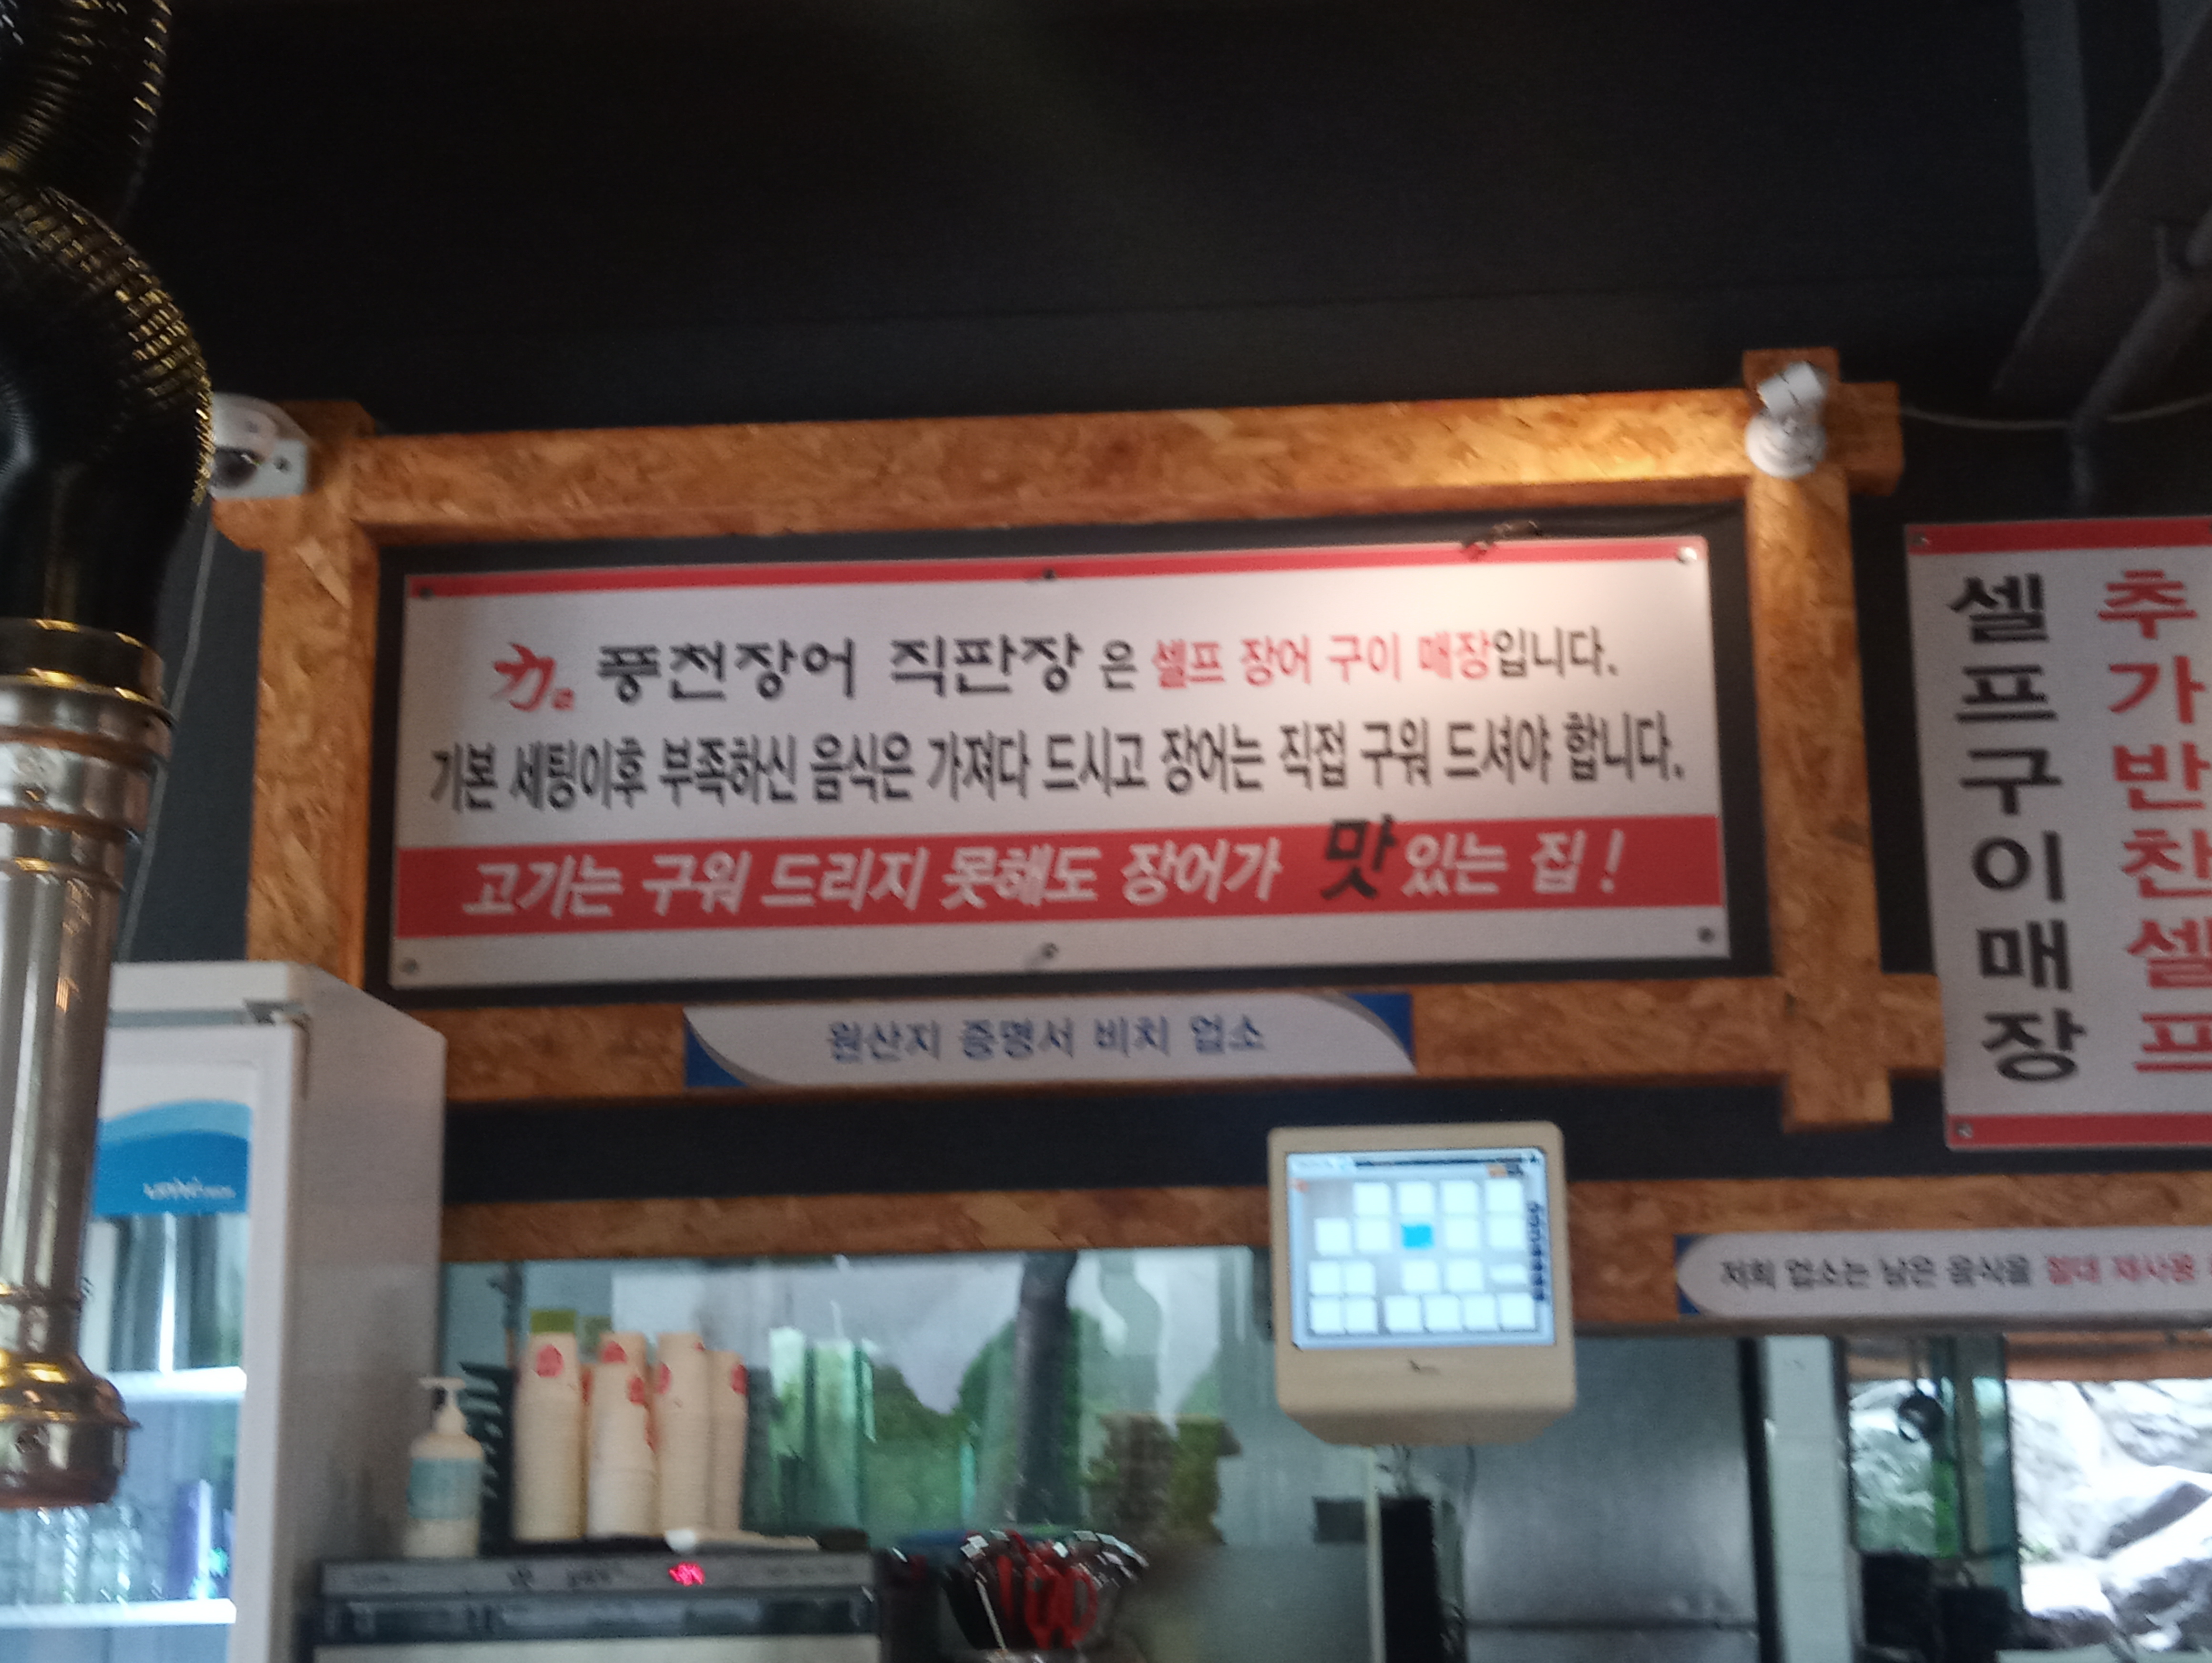 力 풍천장어 직판장 은 셀프 장어 구이 매장입니다.
기본 세팅이후 부족하신 음식은 가져다 드시고 장어는 직접 구워 드셔야 합니다.
고기는 구워 드리지 못해도 장어가 맛있는 집!
원산지 증명서 비치 업소
셀프구이매장
추가반찬셀프
저희 업소는 남은 음식을 절대 재사용